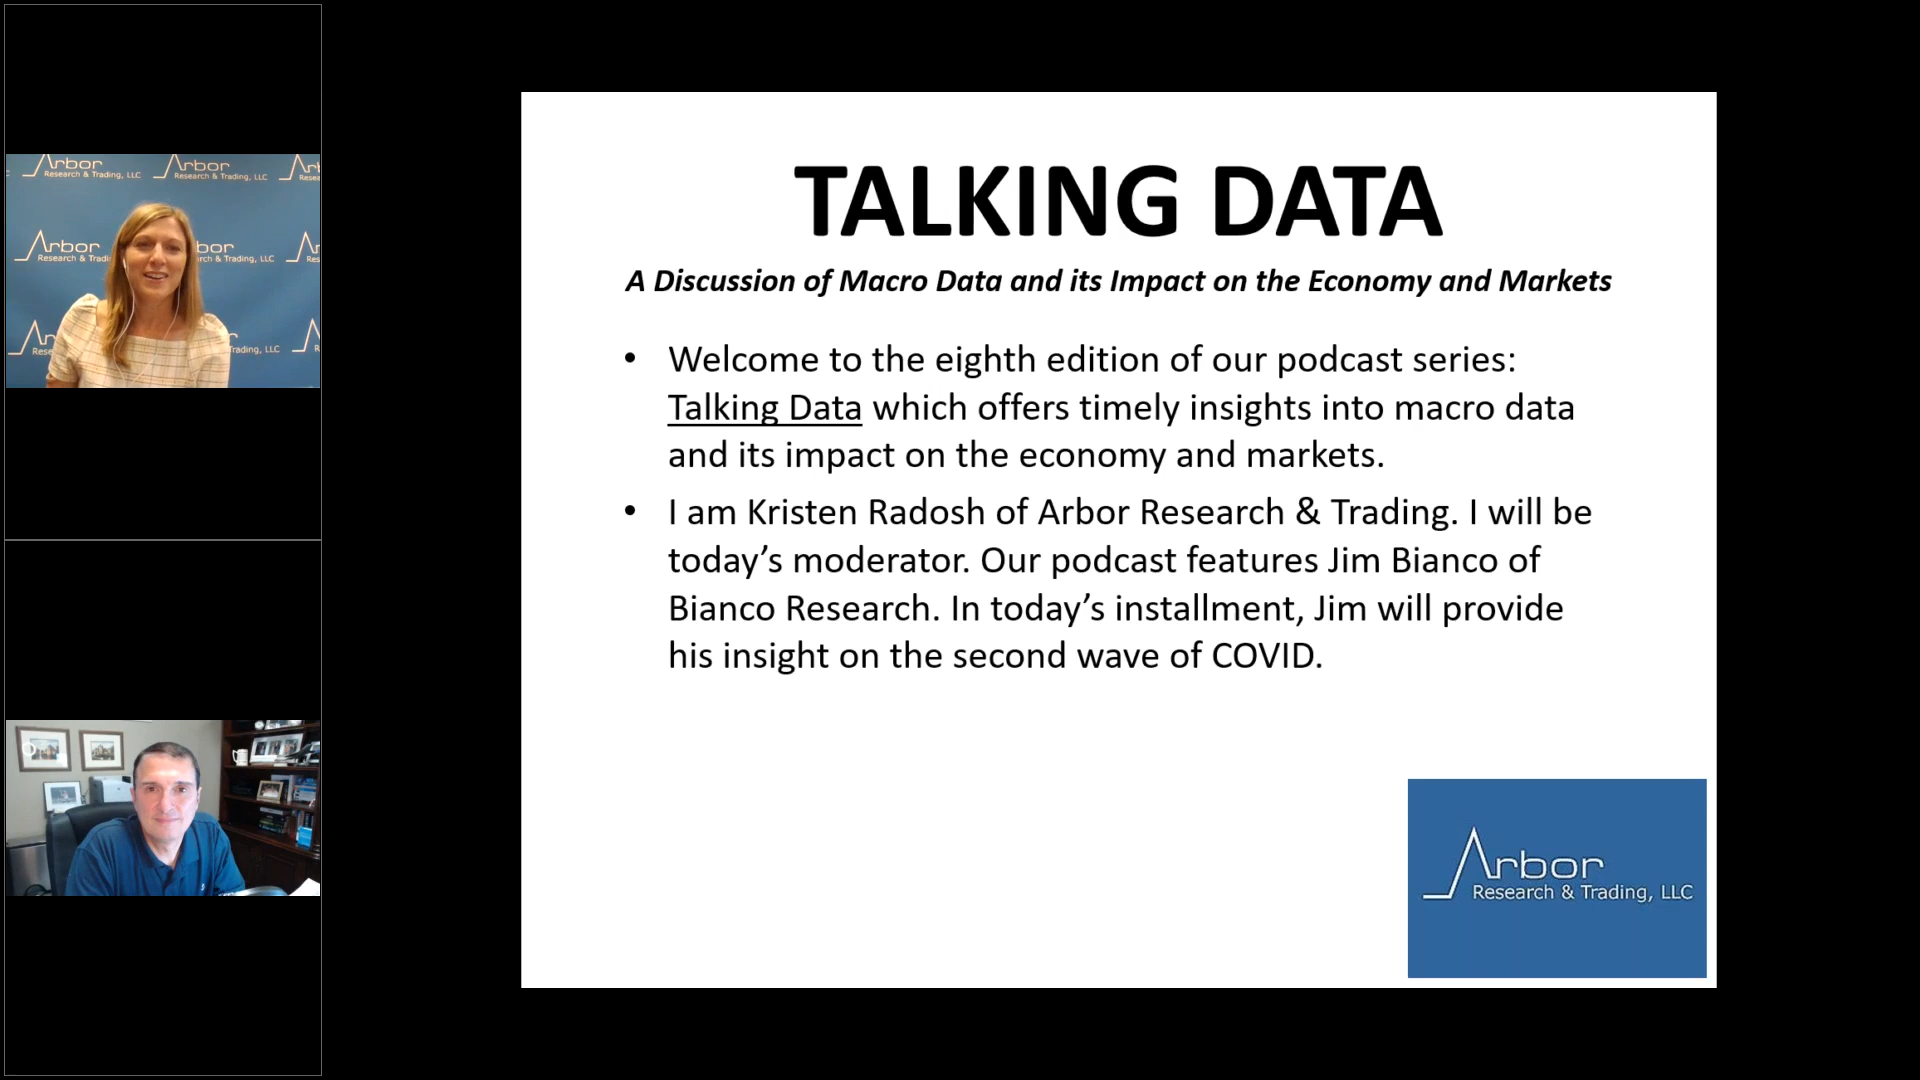 Arbor
Research & Trading, LLC
Arbor
Research & Trading, LLC
Arbor
TALKING DATA
A Discussion of Macro Data and its Impact on the Economy and Markets
• Welcome to the eighth edition of our podcast series:
Talking Data which offers timely insights into macro data
and its impact on the economy and markets.
• I am Kristen Radosh of Arbor Research & Trading. I will be
today’s moderator. Our podcast features Jim Bianco of
Bianco Research. In today’s installment, Jim will provide
his insight on the second wave of COVID.
Arbor
Research & Trading, LLC